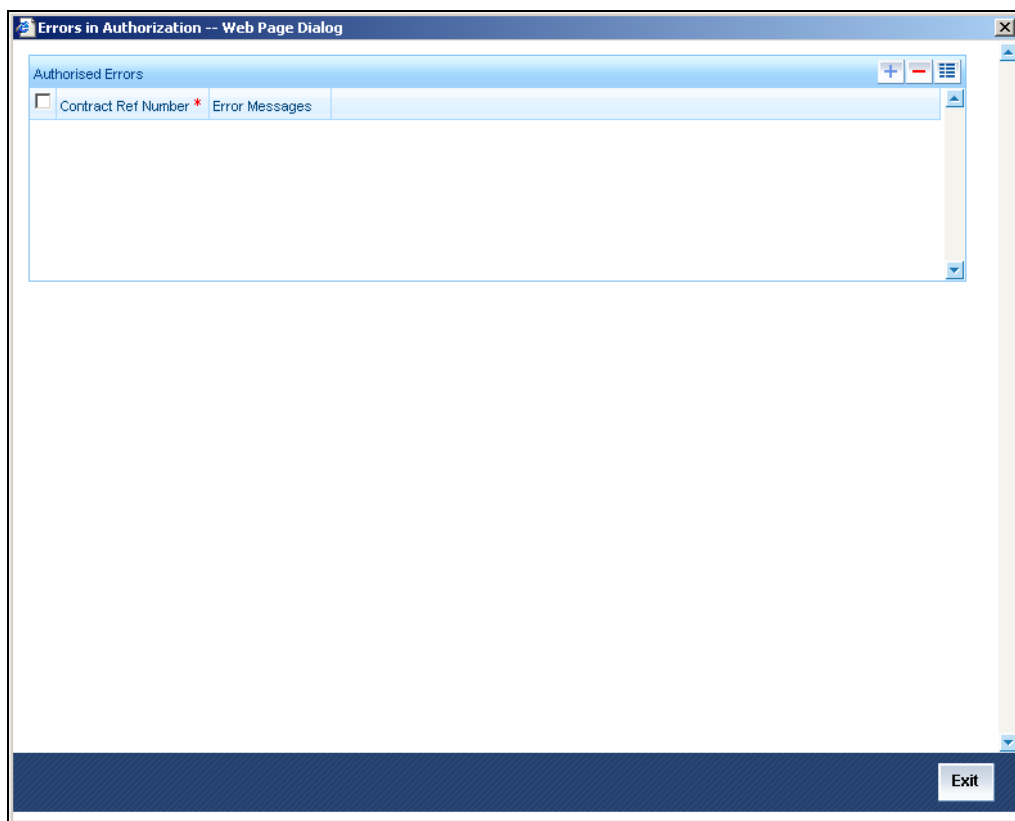 Errors in Authorization -- Web Page Dialog
Authorised Errors
Contract Ref Number * Error Messages
Exit